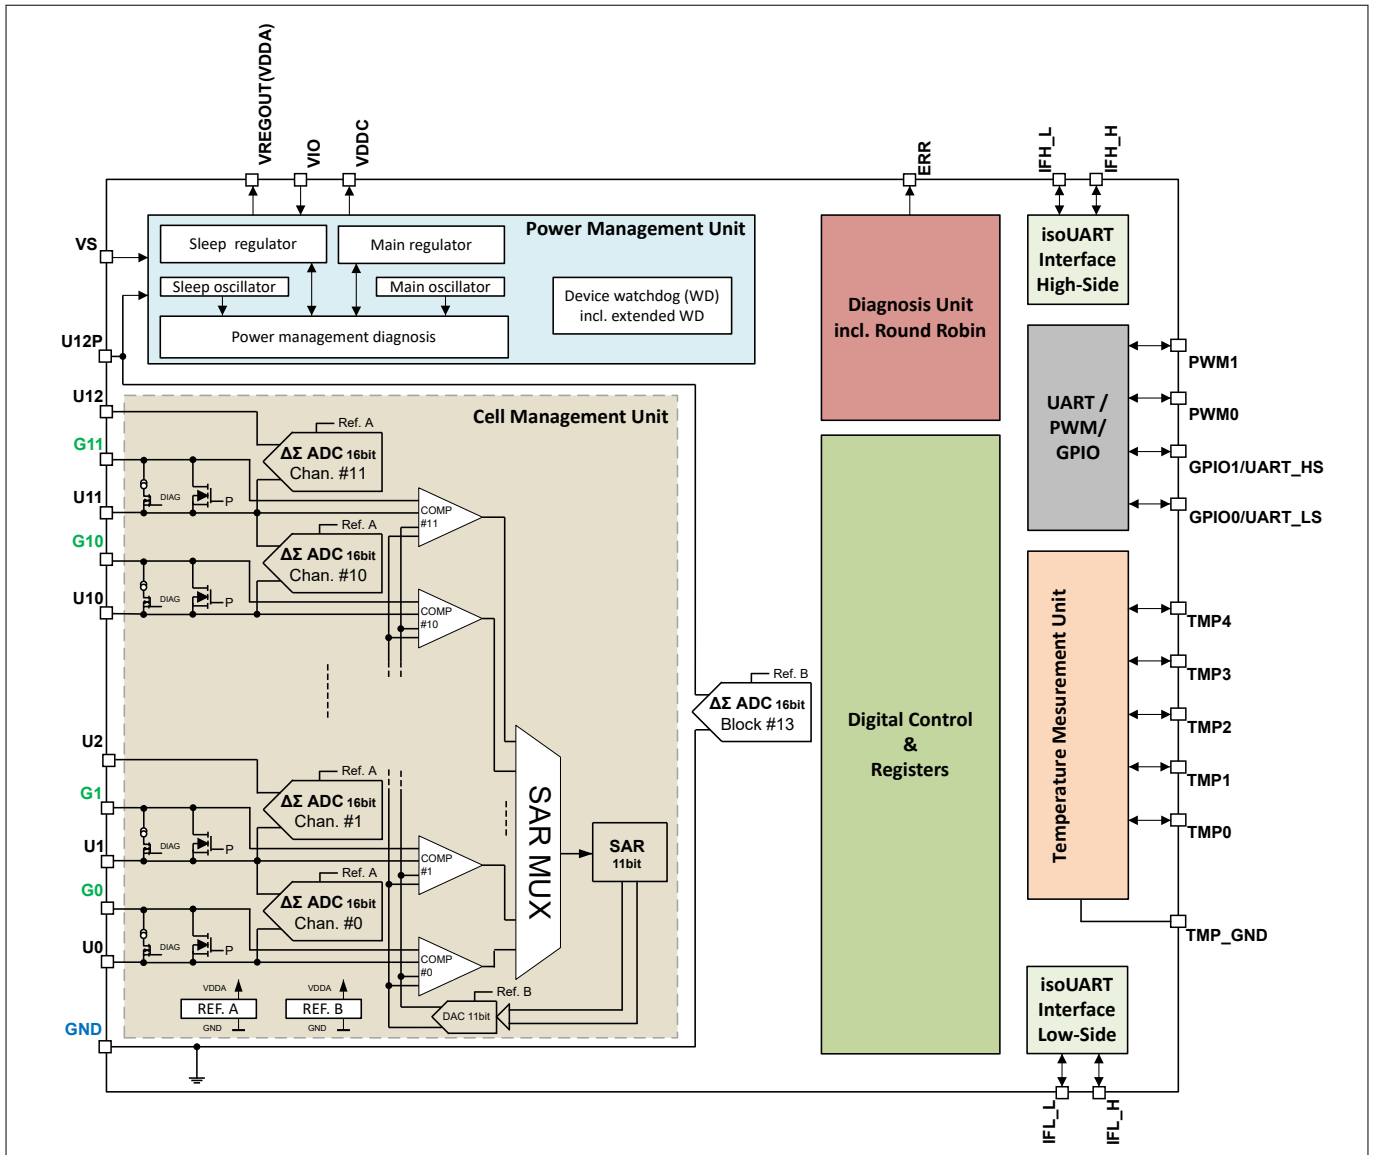 VREGOUT(VDDA)
VIO
VDDC
ERR
IFH_L
IFH_H
VS
U12P
U12
G11
U11
G10
U10
U2
G1
U1
G0
U0
GND
Power Management Unit
Sleep regulator
Main regulator
Sleep oscillator
Main oscillator
Power management diagnosis
Device watchdog (WD)
incl. extended WD
Cell Management Unit
Ref. A
ΔΣ ADC 16bit
Chan. #11
DIAG
P
COMP
#11
Ref. A
ΔΣ ADC 16bit
Chan. #10
DIAG
P
COMP
#10
Ref. A
ΔΣ ADC 16bit
Chan. #1
DIAG
P
COMP
#1
Ref. A
ΔΣ ADC 16bit
Chan. #0
DIAG
P
COMP
#0
SAR MUX
SAR
11bit
Ref. B
DAC 11bit
VDDA
REF. A
GND
VDDA
REF. B
GND
Ref. B
ΔΣ ADC 16bit
Block #13
Diagnosis Unit
incl. Round Robin
Digital Control
&
Registers
isoUART
Interface
High-Side
UART /
PWM/
GPIO
Temperature Mesurement Unit
isoUART
Interface
Low-Side
PWM1
PWM0
GPIO1/UART_HS
GPIO0/UART_LS
TMP4
TMP3
TMP2
TMP1
TMP0
TMP_GND
IFL_L
IFL_H